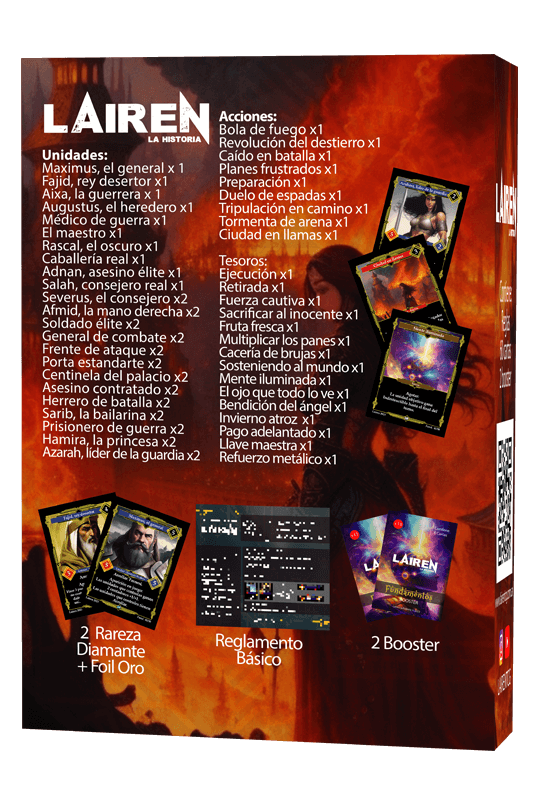 LAIREN
LA HISTORIA
Unidades:
Maximus, el general x 1
Fajid, rey desertor x1
Aixa, la guerrera x 1
Augustus, el heredero x1
Médico de guerra x1
El maestro x1
Rascal, el oscuro x1
Caballería real x1
Adnan, asesino élite x1
Salah, consejero real x1
Severus, el consejero x2
Afmid, la mano derecha x2
Soldado élite x2
General de combate x2
Frente de ataque x2
Porta estandarte x2
Centinela del palacio x2
Asesino contratado x2
Herrero de batalla x2
Sarib, la bailarina x2
Prisionero de guerra x2
Hamira, la princesa x2
Azarah, líder de la guardia x2
Acciones:
Bola de fuego x1
Revolución del destierro x1
Caído en batalla x1
Planes frustrados x1
Preparación x1
Duelo de espadas x1
Tripulación en camino x1
Tormenta de arena x1
Ciudad en llamas x1
Tesoros:
Ejecución x1
Retirada x1
Fuerza cautiva x1
Sacrificar al inocente x1
Fruta fresca x1
Multiplicar los panes x1
Cacería de brujas x1
Sosteniendo al mundo x1
Mente iluminada x1
El ojo que todo lo ve x1
Bendición del ángel x1
Invierno atroz x1
Pago adelantado x1
Llave maestra x1
Refuerzo metálico x1
2 Rareza
Diamante
+ Foil Oro
Reglamento
Básico
LAIREN
Fundamentos
BOOSTER
2 Booster
LAIREN